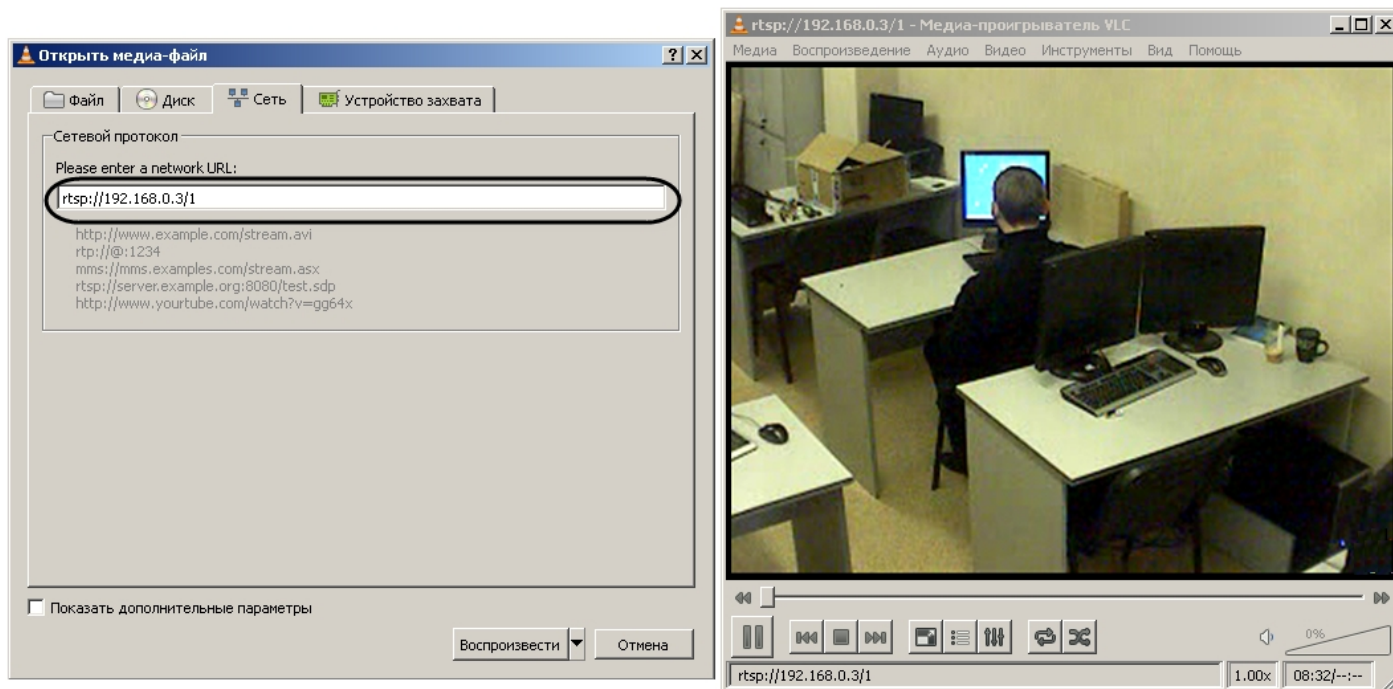 Открыть медиа-файл
Файл
Диск
Сеть
Устройство захвата
Сетевой протокол
Please enter a network URL:
rtsp://192.168.0.3/1
http://www.example.com/stream.avi
rtp://@:1234
mms://mms.examples.com/stream.asx
rtsp://server.example.org:8080/test.sdp
http://www.yourtube.com/watch?v=gg64x
Показать дополнительные параметры
Воспроизвести
Отмена
rtsp://192.168.0.3/1 - Медиа-проигрыватель VLC
Медиа Воспроизведение Аудио Видео Инструменты Вид Помощь
0%
rtsp://192.168.0.3/1
1.00x
08:32/--:--